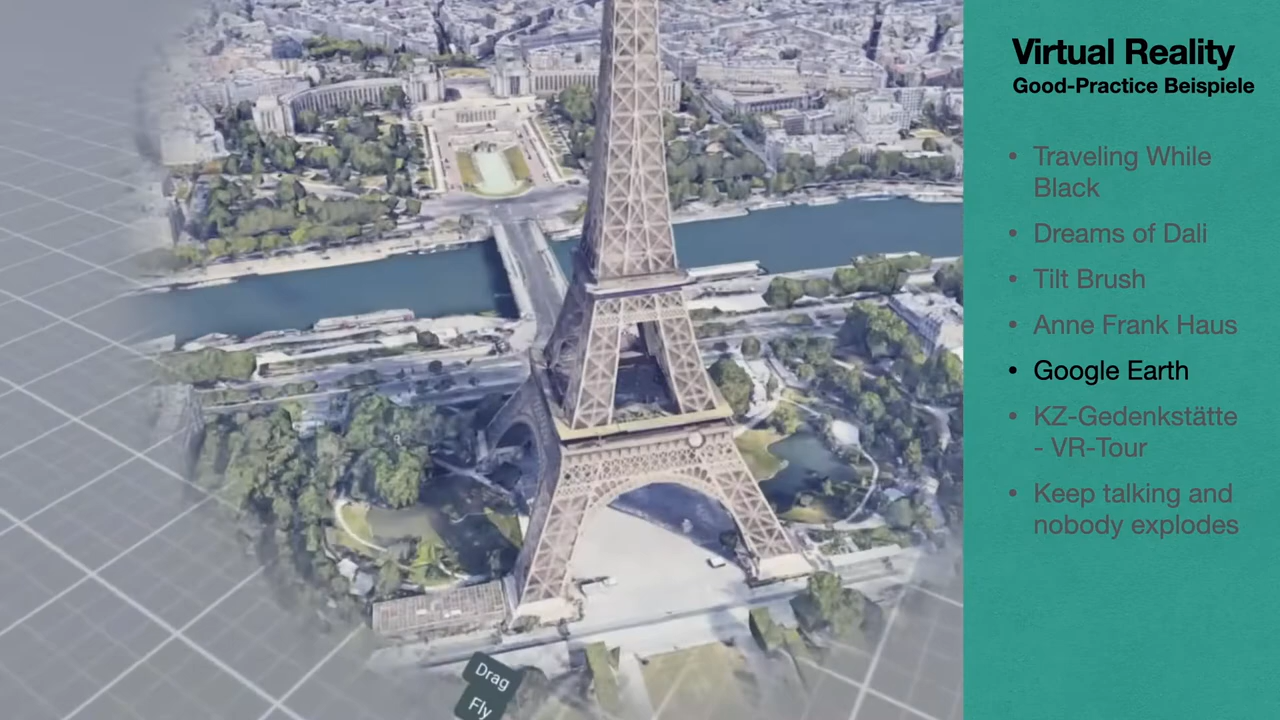 Virtual Reality
Good-Practice Beispiele
• Traveling While
Black
• Dreams of Dali
• Tilt Brush
• Anne Frank Haus
• Google Earth
• KZ-Gedenkstätte
- VR-Tour
• Keep talking and
nobody explodes
Drag
Fly